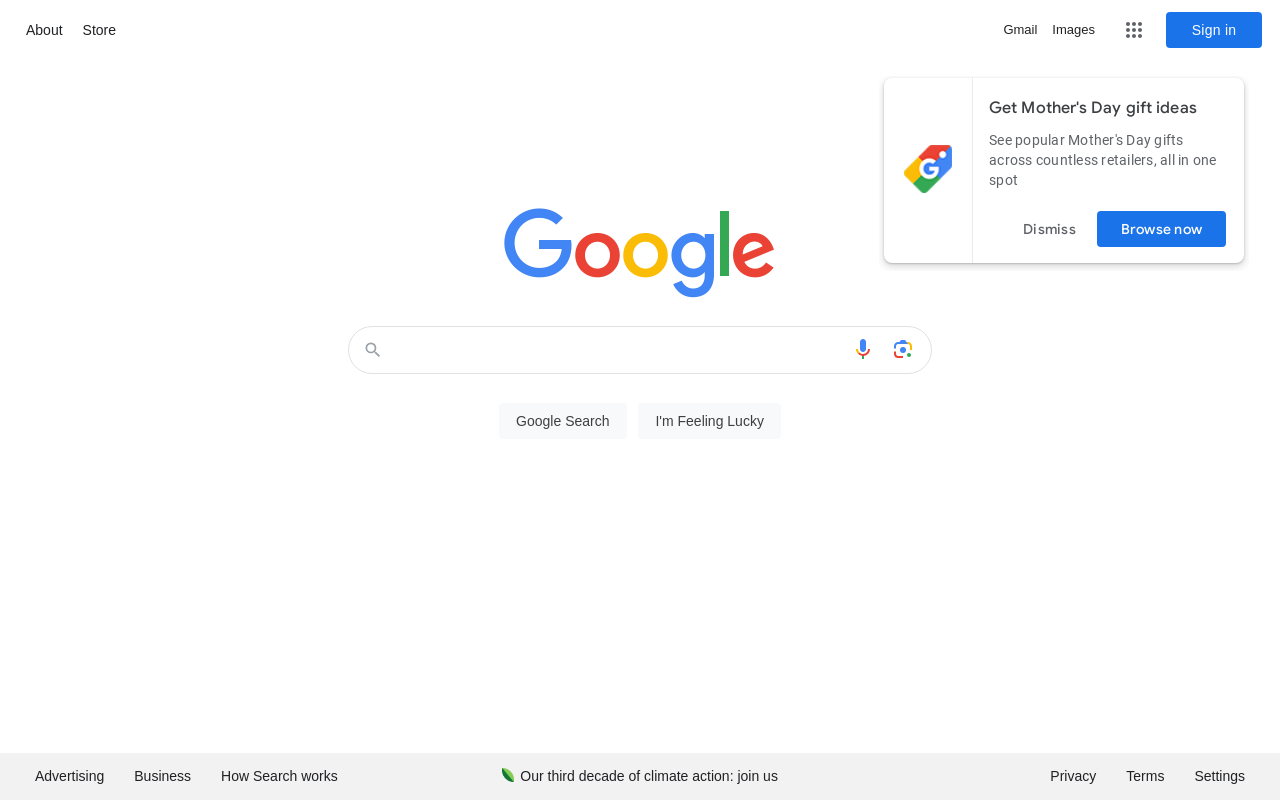 About Store
Gmail Images
Sign in
Get Mother's Day gift ideas
See popular Mother's Day gifts
across countless retailers, all in one
spot
Dismiss Browse now
Google
Google Search I'm Feeling Lucky
Advertising Business How Search works
Our third decade of climate action: join us
Privacy Terms Settings